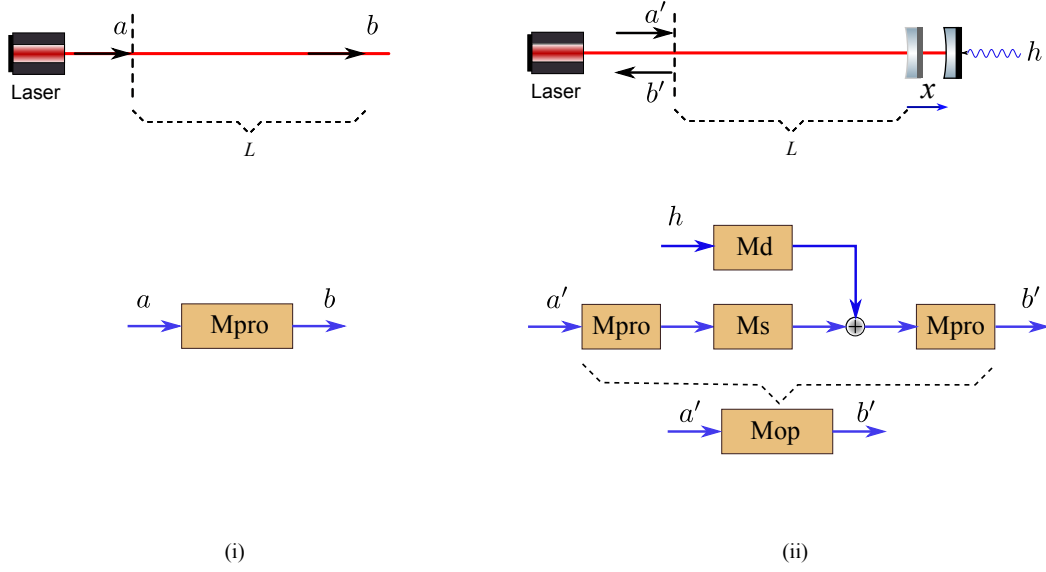 a
b
Laser
L
a′
b′
h
Laser
x
L
a
b
Mpro
h
Md
a′
b′
Mpro
Ms
+
Mpro
a′
b′
Mop
(i)
(ii)